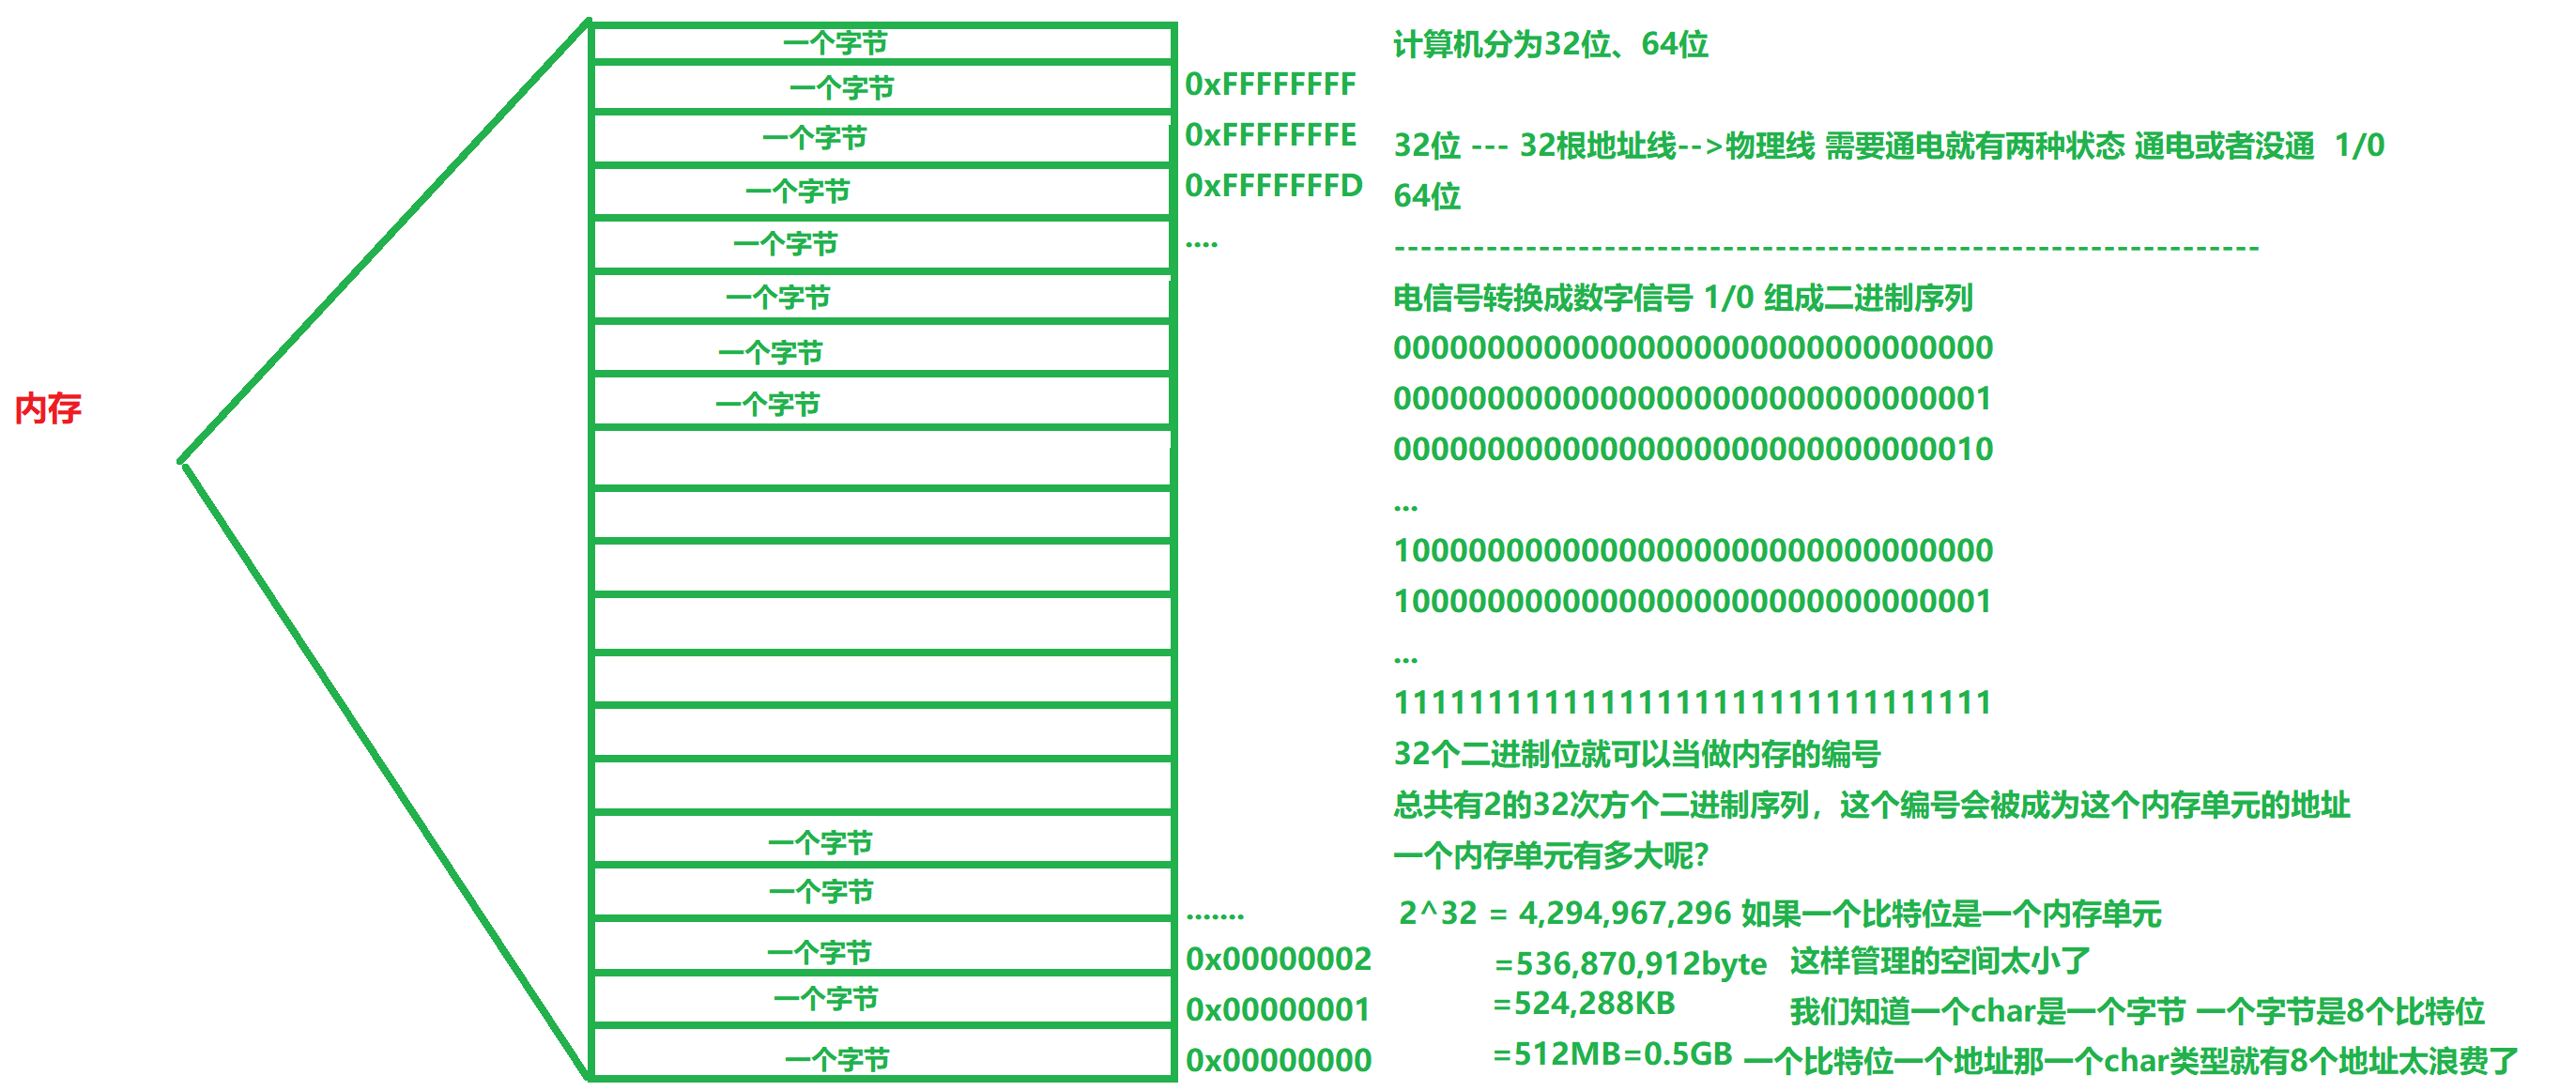 内存
一个字节
一个字节
一个字节
一个字节
一个字节
一个字节
一个字节
一个字节
一个字节
一个字节
一个字节
一个字节
一个字节
0xFFFFFFFF
0xFFFFFFFE
0xFFFFFFFD
....
.......
0x00000002
0x00000001
0x00000000
计算机分为32位、64位
32位 --- 32根地址线-->物理线 需要通电就有两种状态 通电或者没通 1/0
64位
------------------------------------------------------------------
电信号转换成数字信号 1/0 组成二进制序列
00000000000000000000000000000000
00000000000000000000000000000001
00000000000000000000000000000010
...
10000000000000000000000000000000
10000000000000000000000000000001
...
11111111111111111111111111111111
32个二进制位就可以当做内存的编号
总共有2的32次方个二进制序列，这个编号会被成为这个内存单元的地址
一个内存单元有多大呢？
2^32 = 4,294,967,296 如果一个比特位是一个内存单元
=536,870,912byte 这样管理的空间太小了
=524,288KB 我们知道一个char是一个字节 一个字节是8个比特位
=512MB=0.5GB 一个比特位一个地址那一个char类型就有8个地址太浪费了